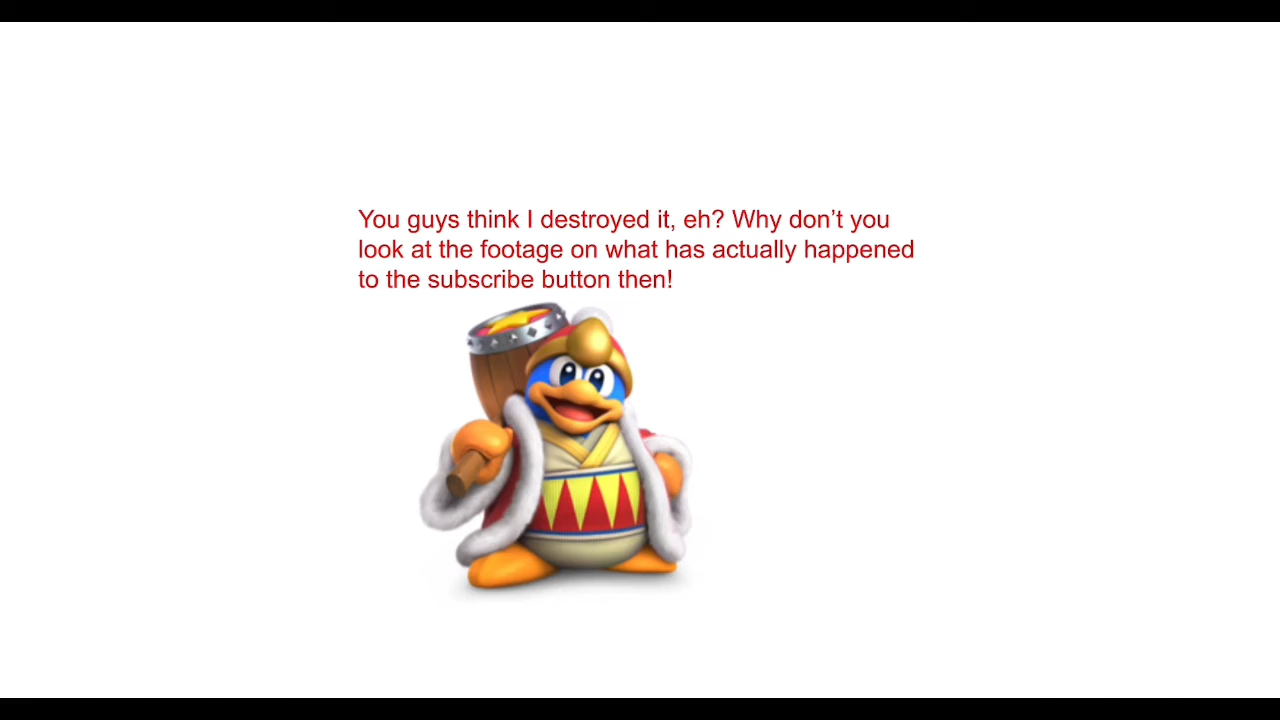 You guys think I destroyed it, eh? Why don’t you
look at the footage on what has actually happened
to the subscribe button then!